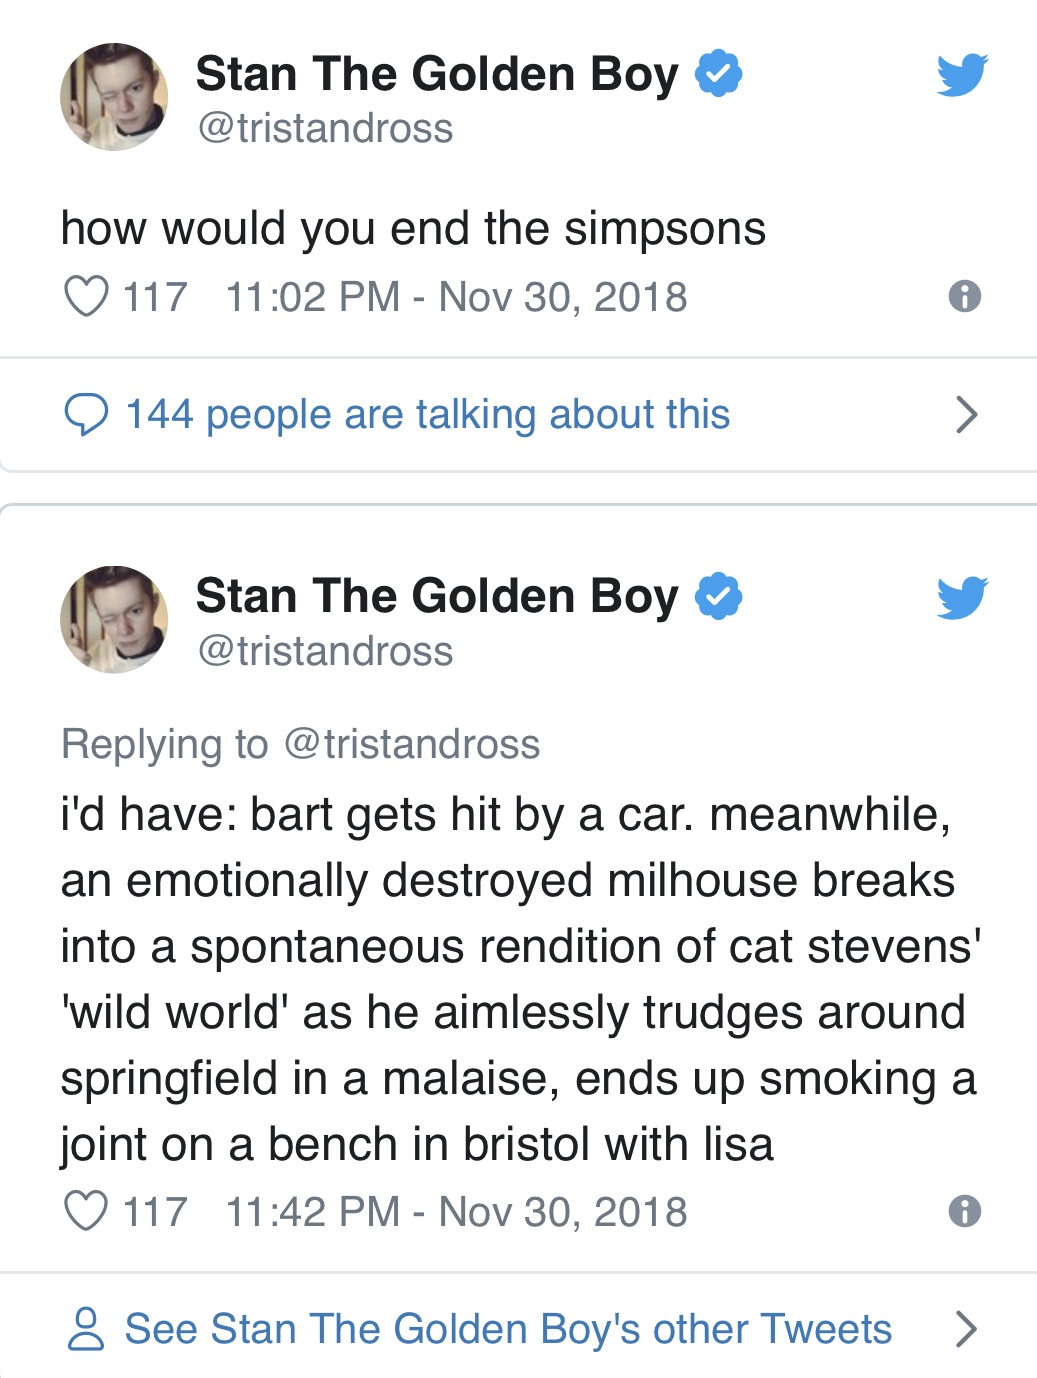 Stan The Golden Boy
@tristandross
how would you end the simpsons
117 11:02 PM - Nov 30, 2018
144 people are talking about this
Stan The Golden Boy
@tristandross
Replying to @tristandross
i'd have: bart gets hit by a car. meanwhile,
an emotionally destroyed milhouse breaks
into a spontaneous rendition of cat stevens'
'wild world' as he aimlessly trudges around
springfield in a malaise, ends up smoking a
joint on a bench in bristol with lisa
117 11:42 PM - Nov 30, 2018
See Stan The Golden Boy's other Tweets